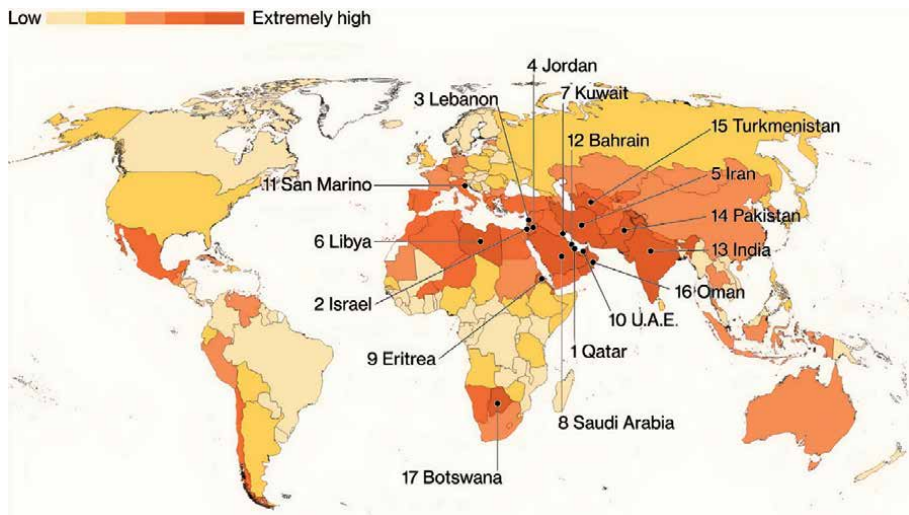 Low Extremely high
4 Jordan
7 Kuwait
3 Lebanon
12 Bahrain
15 Turkmenistan
5 Iran
11 San Marino
14 Pakistan
6 Libya
13 India
16 Oman
2 Israel
10 U.A.E.
9 Eritrea
1 Qatar
8 Saudi Arabia
17 Botswana